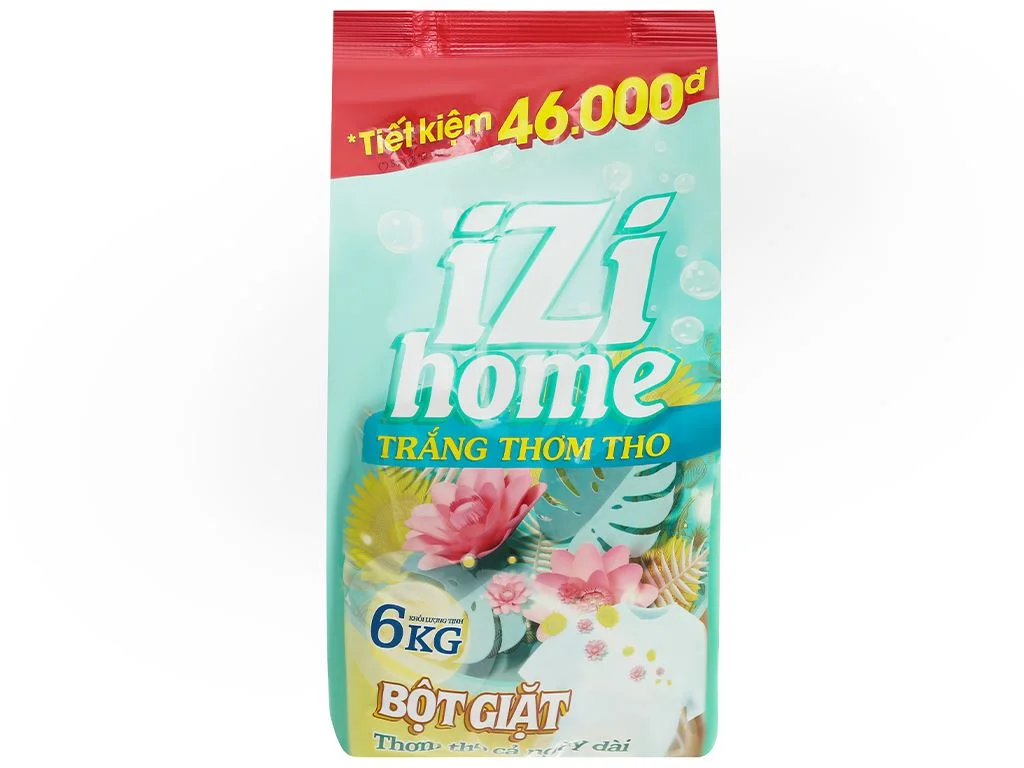 *Tiết kiệm 46.000đ
iZi
home
TRẮNG THƠM THO
KHỐI LƯỢNG TỊNH
6KG
BỘT GIẶT
Thơm tho cả ngày dài